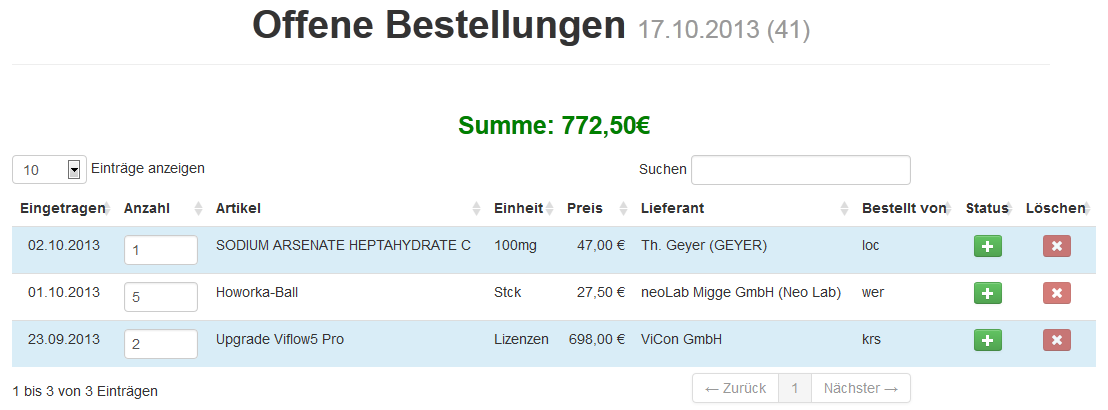 Offene Bestellungen 17.10.2013 (41)
Summe: 772,50€
10 Einträge anzeigen Suchen
Eingetragen Anzahl Artikel Einheit Preis Lieferant Bestellt von Status Löschen
02.10.2013 1 SODIUM ARSENATE HEPTAHYDRATE C 100mg 47,00 € Th. Geyer (GEYER) loc
01.10.2013 5 Howorka-Ball Stck 27,50 € neoLab Migge GmbH (Neo Lab) wer
23.09.2013 2 Upgrade Viflow5 Pro Lizenzen 698,00 € ViCon GmbH krs
1 bis 3 von 3 Einträgen ← Zurück 1 Nächster →